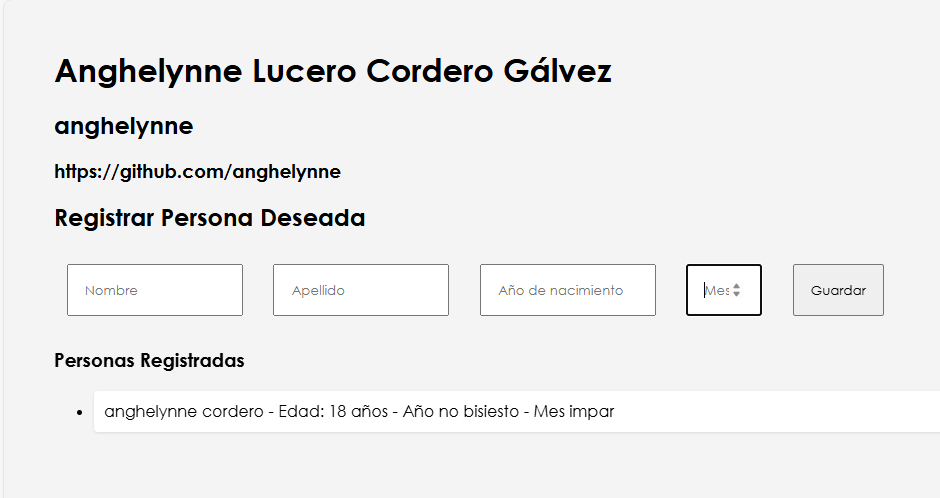 Anghelynne Lucero Cordero Gálvez
anghelynne
https://github.com/anghelynne
Registrar Persona Deseada
Nombre Apellido Año de nacimiento Mes Guardar
Personas Registradas
anghelynne cordero - Edad: 18 años - Año no bisiesto - Mes impar